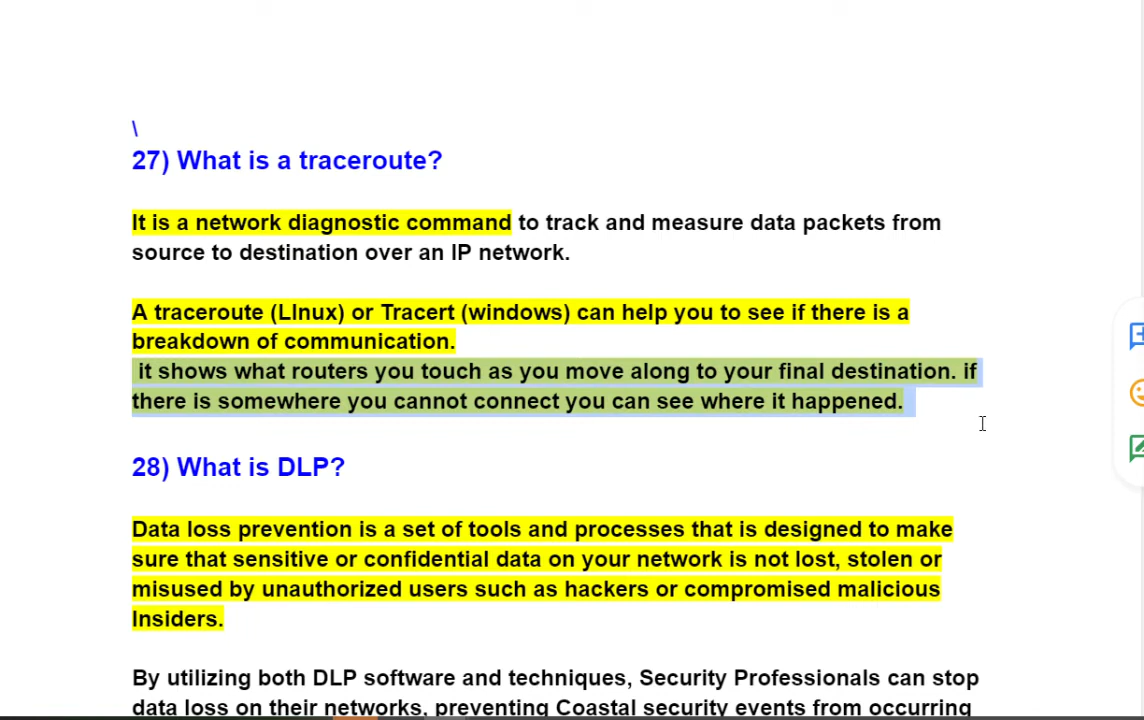 \
27) What is a traceroute?
It is a network diagnostic command to track and measure data packets from
source to destination over an IP network.
A traceroute (LInux) or Tracert (windows) can help you to see if there is a
breakdown of communication.
it shows what routers you touch as you move along to your final destination. if
there is somewhere you cannot connect you can see where it happened.
28) What is DLP?
Data loss prevention is a set of tools and processes that is designed to make
sure that sensitive or confidential data on your network is not lost, stolen or
misused by unauthorized users such as hackers or compromised malicious
Insiders.
By utilizing both DLP software and techniques, Security Professionals can stop
data loss on their networks, preventing Coastal security events from occurring